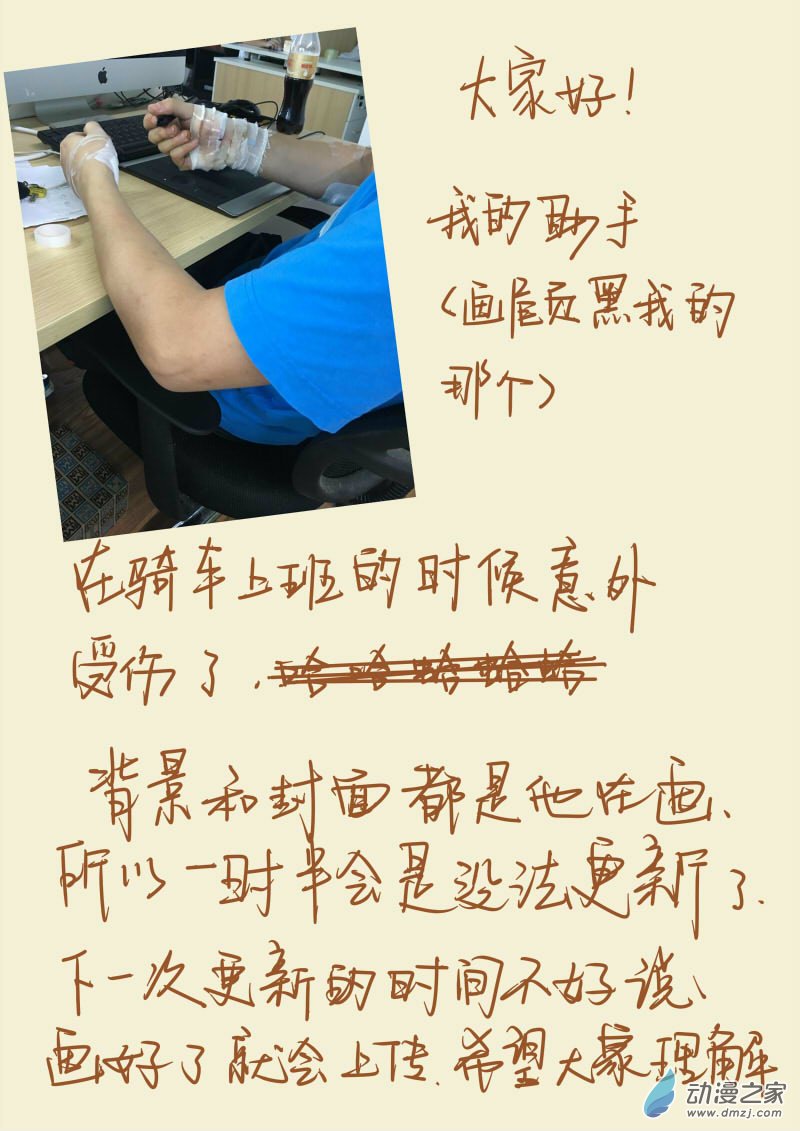 大家好！
我的助手
（画尾页黑我的
那个）
在骑车上班的时候意外
受伤了．哈哈哈哈哈
背景和封面都是他在画、
所以一时半会是没法更新了．
下一次更新的时间不好说、
画好了就会上传．希望大家理解
动漫之家
www.dmzj.com